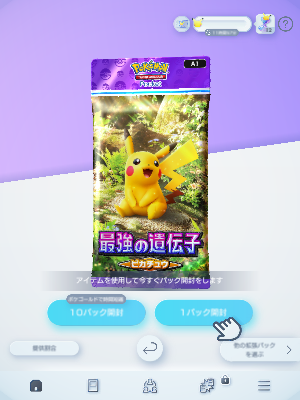 Pokémon
Pocket
A1
最強の遺伝子
ピカチュウ
アイテムを使用して今すぐパック開封をします
10パック開封
1パック開封
他の拡張パック
を選ぶ